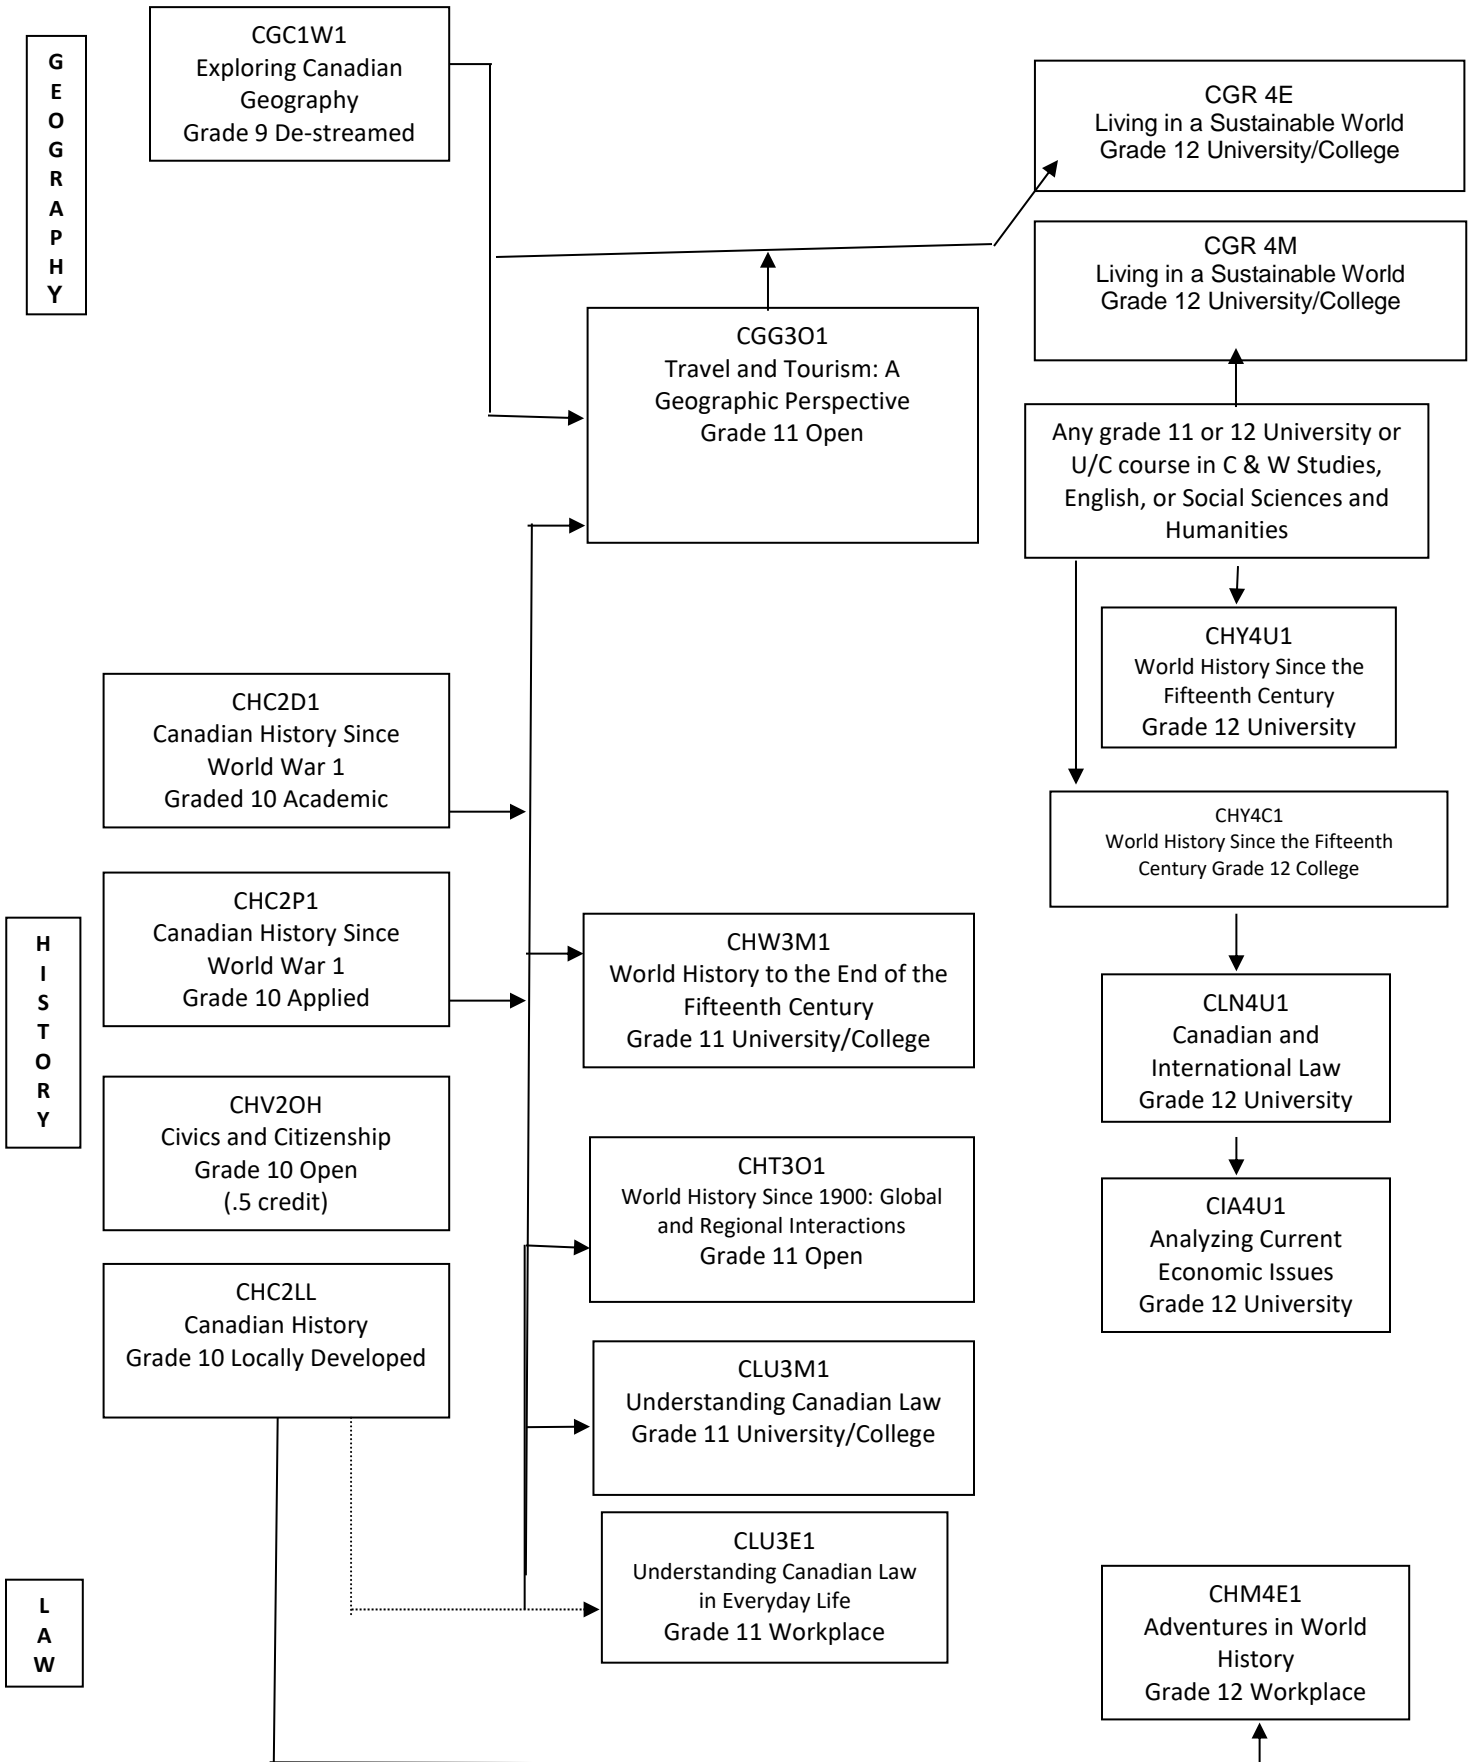 G
E
O
G
R
A
P
H
Y
CGC1W1
Exploring Canadian
Geography
Grade 9 De-streamed
CGR 4E
Living in a Sustainable World
Grade 12 University/College
CGR 4M
Living in a Sustainable World
Grade 12 University/College
CGG3O1
Travel and Tourism: A
Geographic Perspective
Grade 11 Open
Any grade 11 or 12 University or
U/C course in C & W Studies,
English, or Social Sciences and
Humanities
CHY4U1
World History Since the
Fifteenth Century
Grade 12 University
CHC2D1
Canadian History Since
World War 1
Graded 10 Academic
CHY4C1
World History Since the Fifteenth
Century Grade 12 College
H
I
S
T
O
R
Y
CHC2P1
Canadian History Since
World War 1
Grade 10 Applied
CHW3M1
World History to the End of the
Fifteenth Century
Grade 11 University/College
CLN4U1
Canadian and
International Law
Grade 12 University
CHV2OH
Civics and Citizenship
Grade 10 Open
(.5 credit)
CHT3O1
World History Since 1900: Global
and Regional Interactions
Grade 11 Open
CIA4U1
Analyzing Current
Economic Issues
Grade 12 University
CHC2LL
Canadian History
Grade 10 Locally Developed
CLU3M1
Understanding Canadian Law
Grade 11 University/College
CLU3E1
Understanding Canadian Law
in Everyday Life
Grade 11 Workplace
L
A
W
CHM4E1
Adventures in World
History
Grade 12 Workplace